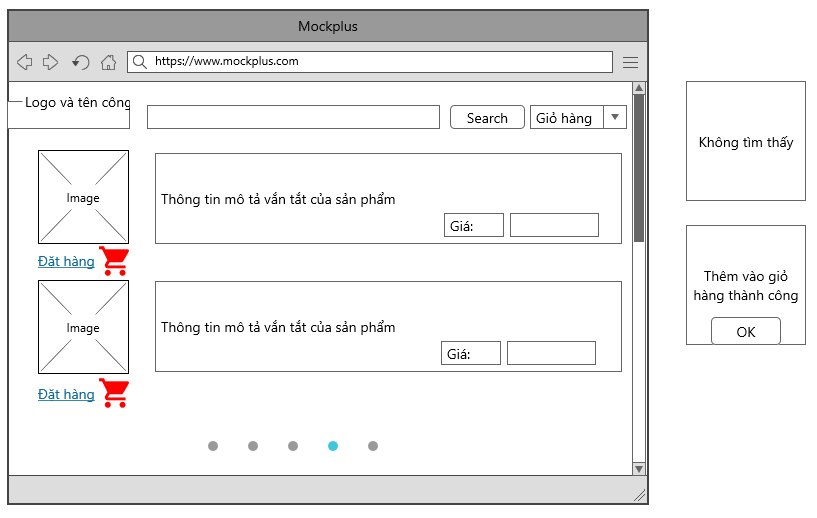 Mockplus
https://www.mockplus.com
Logo và tên công
Search
Giỏ hàng
Image
Thông tin mô tả vắn tắt của sản phẩm
Giá:
Đăt hàng
Image
Thông tin mô tả vắn tắt của sản phẩm
Giá:
Đăt hàng
Không tìm thấy
Thêm vào giỏ
hàng thành công
OK